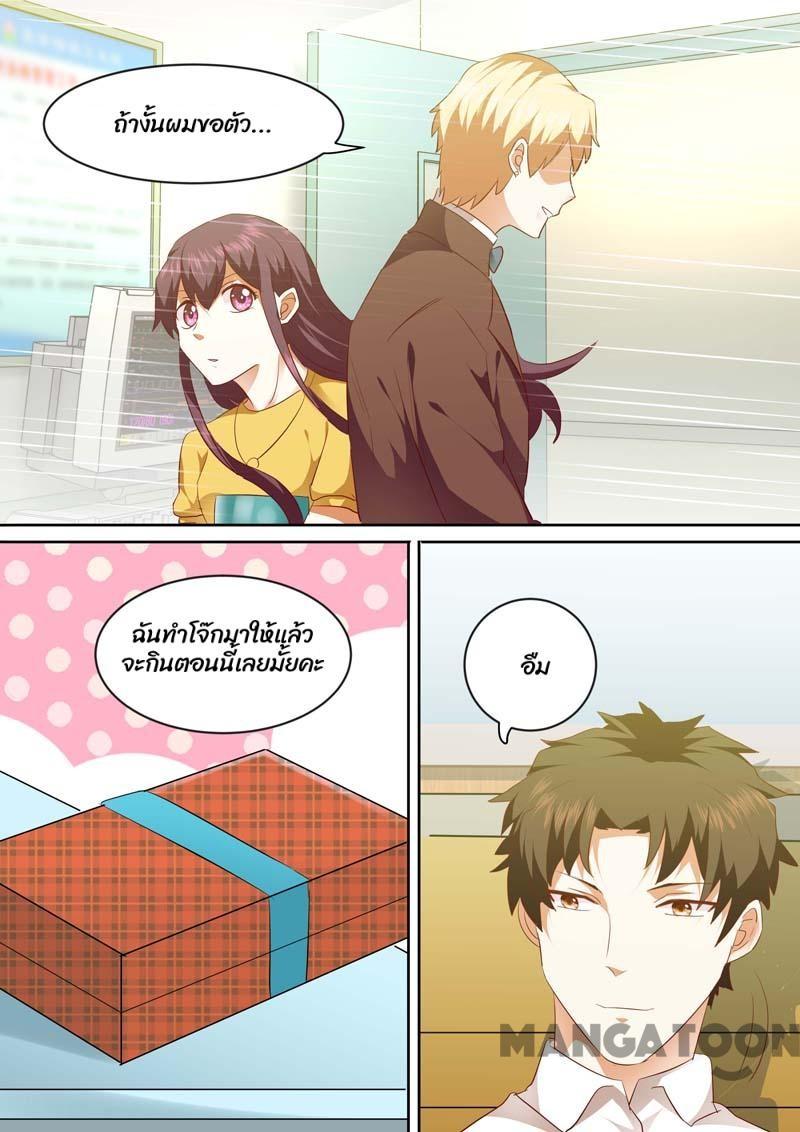 ถ้างั้นผมขอตัว...
ฉันทำโจ๊กมาให้แล้ว
จะกินตอนนี้เลยมั้ยคะ
อืม
MANGATOON